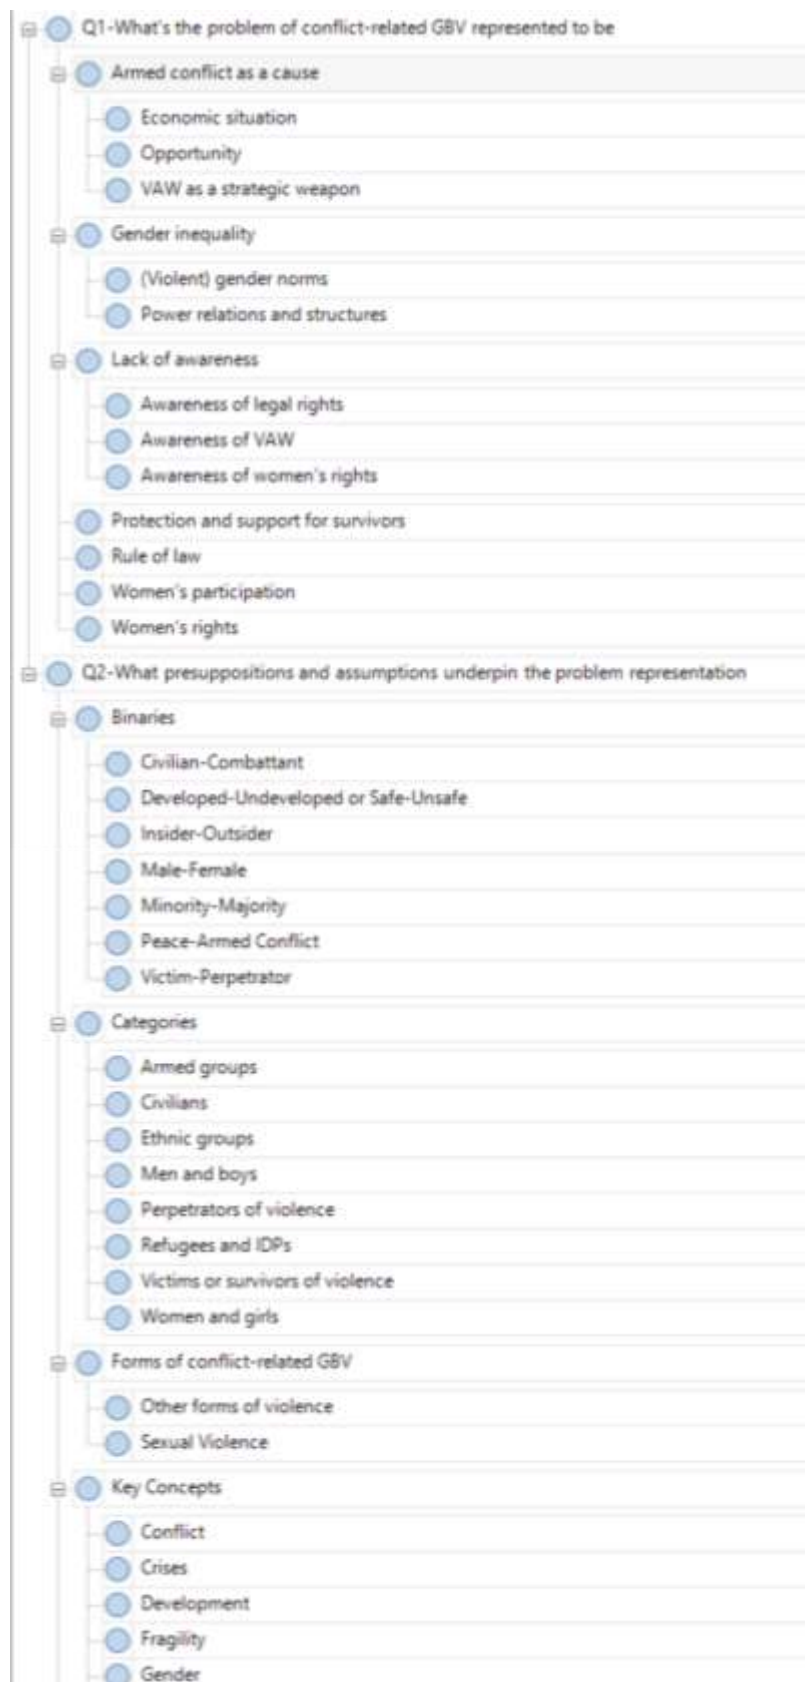 Q1-What's the problem of conflict-related GBV represented to be
Armed conflict as a cause
Economic situation
Opportunity
VAW as a strategic weapon
Gender inequality
(Violent) gender norms
Power relations and structures
Lack of awareness
Awareness of legal rights
Awareness of VAW
Awareness of women's rights
Protection and support for survivors
Rule of law
Women's participation
Women's rights
Q2-What presuppositions and assumptions underpin the problem representation
Binaries
Civilian-Combattant
Developed-Undeveloped or Safe-Unsafe
Insider-Outsider
Male-Female
Minority-Majority
Peace-Armed Conflict
Victim-Perpetrator
Categories
Armed groups
Civilians
Ethnic groups
Men and boys
Perpetrators of violence
Refugees and IDPs
Victims or survivors of violence
Women and girls
Forms of conflict-related GBV
Other forms of violence
Sexual Violence
Key Concepts
Conflict
Crises
Development
Fragility
Gender